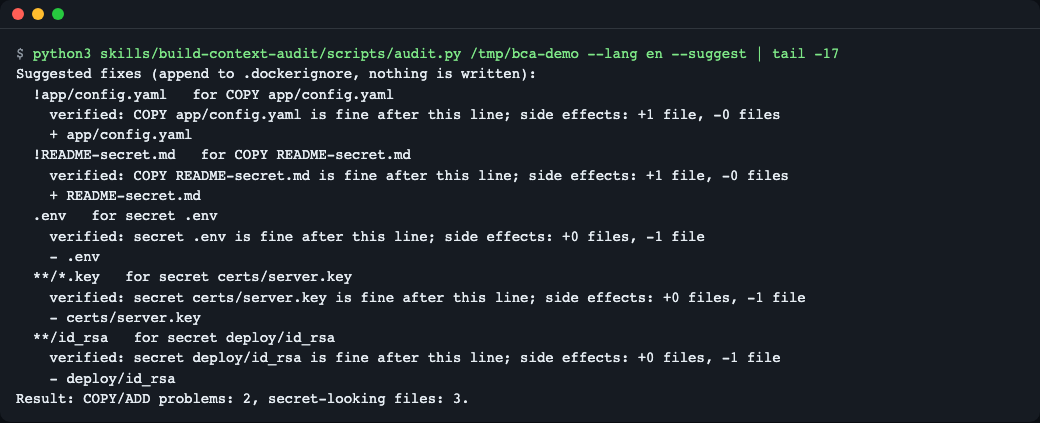 $ python3 skills/build-context-audit/scripts/audit.py /tmp/bca-demo --lang en --suggest | tail -17
Suggested fixes (append to .dockerignore, nothing is written):
  !app/config.yaml   for COPY app/config.yaml
    verified: COPY app/config.yaml is fine after this line; side effects: +1 file, -0 files
    + app/config.yaml
  !README-secret.md   for COPY README-secret.md
    verified: COPY README-secret.md is fine after this line; side effects: +1 file, -0 files
    + README-secret.md
  .env   for secret .env
    verified: secret .env is fine after this line; side effects: +0 files, -1 file
    - .env
  **/*.key   for secret certs/server.key
    verified: secret certs/server.key is fine after this line; side effects: +0 files, -1 file
    - certs/server.key
  **/id_rsa   for secret deploy/id_rsa
    verified: secret deploy/id_rsa is fine after this line; side effects: +0 files, -1 file
    - deploy/id_rsa
Result: COPY/ADD problems: 2, secret-looking files: 3.